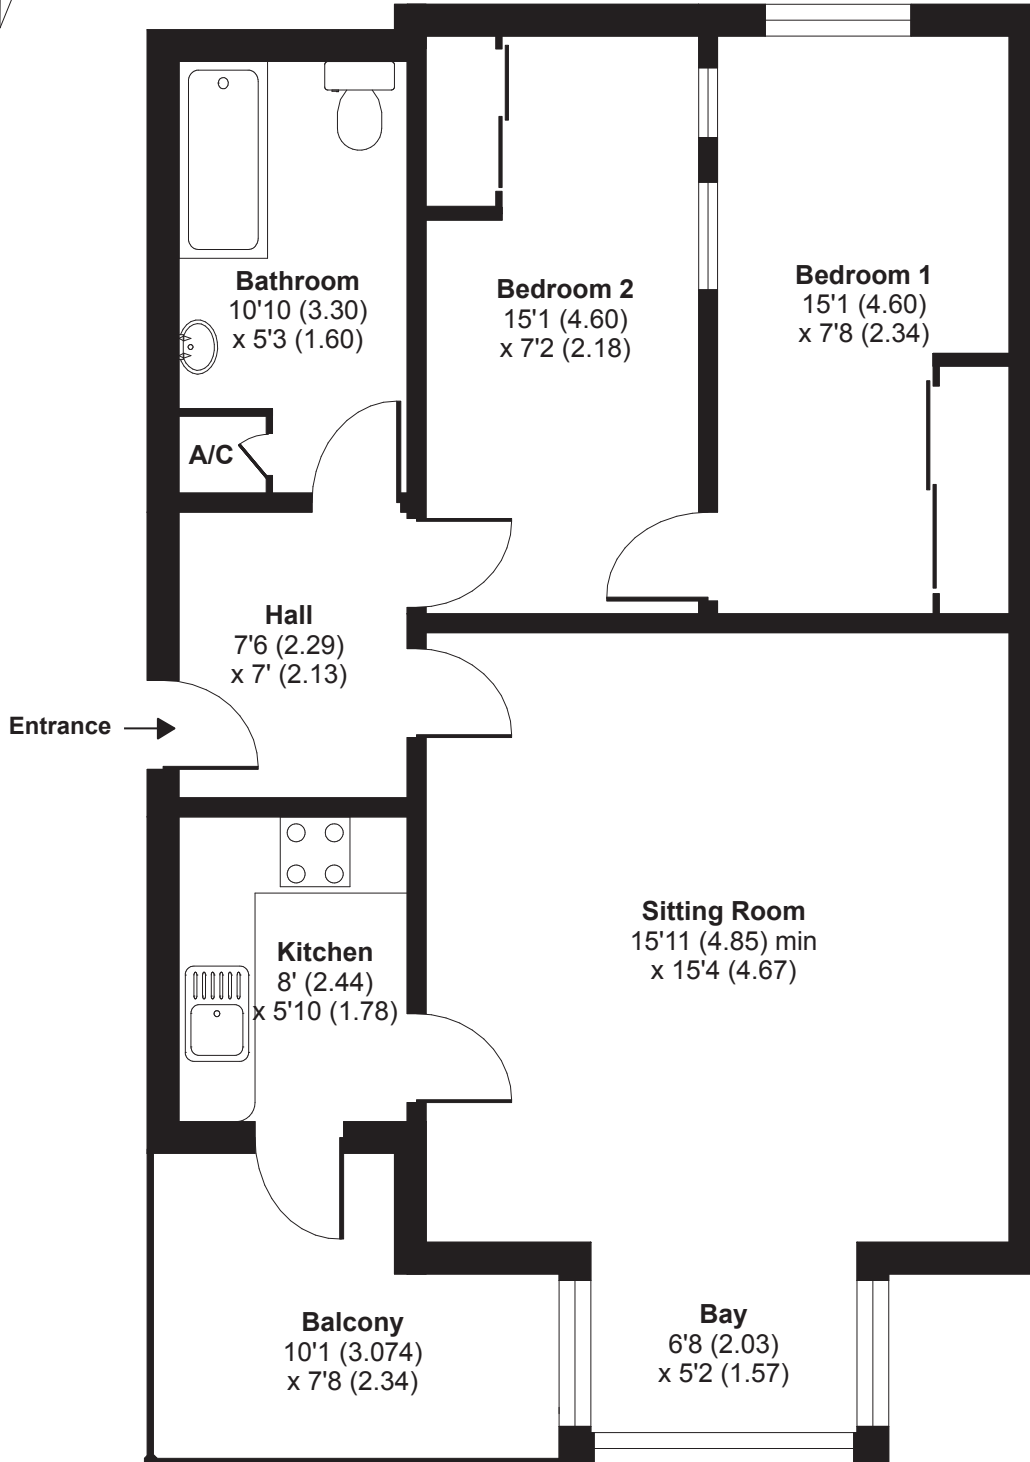 Bathroom
10'10 (3.30)
x 5'3 (1.60)
Bedroom 2
15'1 (4.60)
x 7'2 (2.18)
Bedroom 1
15'1 (4.60)
x 7'8 (2.34)
A/C
Hall
7'6 (2.29)
x 7' (2.13)
Entrance
Sitting Room
15'11 (4.85) min
x 15'4 (4.67)
Kitchen
8' (2.44)
x 5'10 (1.78)
Balcony
10'1 (3.074)
x 7'8 (2.34)
Bay
6'8 (2.03)
x 5'2 (1.57)